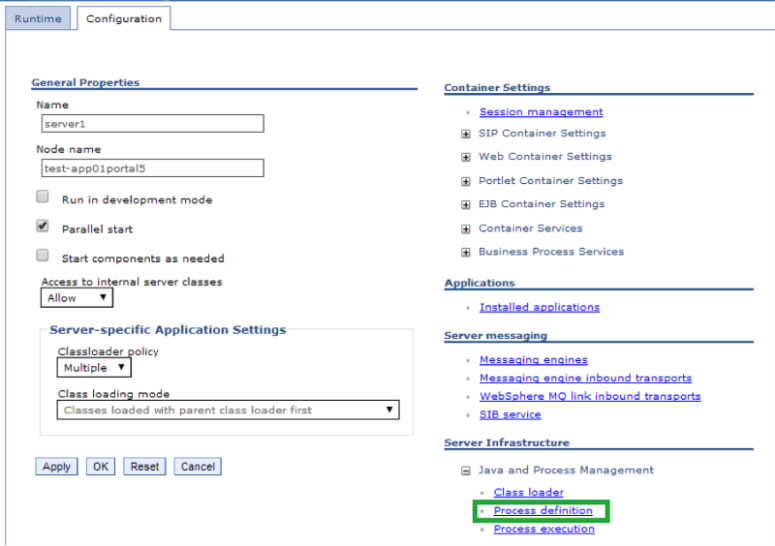 Runtime
Configuration
General Properties
Name
server1
Node name
test-app01portal5
Run in development mode
Parallel start
Start components as needed
Access to internal server classes
Allow
Server-specific Application Settings
Classloader policy
Multiple
Class loading mode
Classes loaded with parent class loader first
Apply
OK
Reset
Cancel
Container Settings
Session management
SIP Container Settings
Web Container Settings
Portlet Container Settings
EJB Container Settings
Container Services
Business Process Services
Applications
Installed applications
Server messaging
Messaging engines
Messaging engine inbound transports
WebSphere MQ link inbound transports
SIB service
Server Infrastructure
Java and Process Management
Class loader
Process definition
Process execution